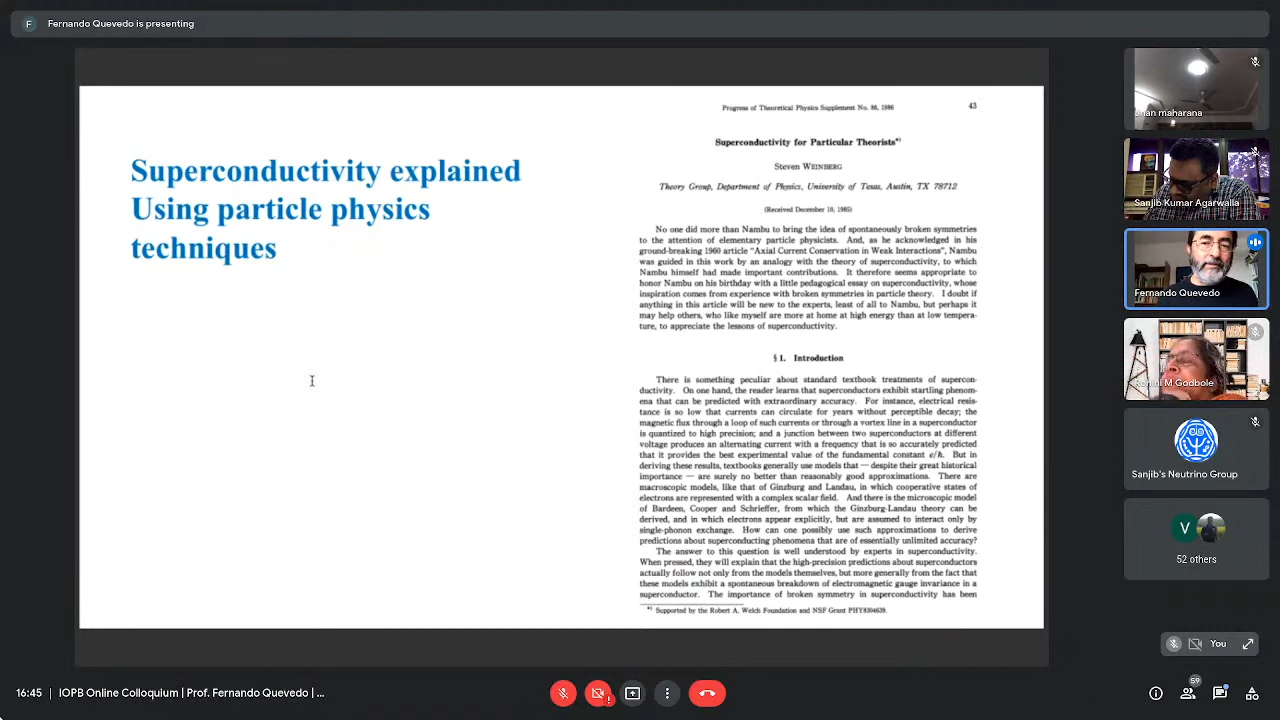 F Fernando Quevedo is presenting
Superconductivity explained
Using particle physics
techniques
Progress of Theoretical Physics Supplement No. 86, 1986
43
Superconductivity for Particular Theorists*)
Steven WEINBERG
Theory Group, Department of Physics, University of Texas, Austin, TX 78712
(Received December 16, 1985)
No one did more than Nambu to bring the idea of spontaneously broken symmetries
to the attention of elementary particle physicists. And, as he acknowledged in his
ground-breaking 1960 article "Axial Current Conservation in Weak Interactions", Nambu
was guided in this work by an analogy with the theory of superconductivity, to which
Nambu himself had made important contributions. It therefore seems appropriate to
honor Nambu on his birthday with a little pedagogical essay on superconductivity, whose
inspiration comes from experience with broken symmetries in particle theory. I doubt if
anything in this article will be new to the experts, least of all to Nambu, but perhaps it
may help others, who like myself are more at home at high energy than at low tempera-
ture, to appreciate the lessons of superconductivity.
§ 1. Introduction
There is something peculiar about standard textbook treatments of supercon-
ductivity. On one hand, the reader learns that superconductors exhibit startling phenom-
ena that can be predicted with extraordinary accuracy. For instance, electrical resis-
tance is so low that currents can circulate for years without perceptible decay; the
magnetic flux through a loop of such currents or through a vortex line in a superconductor
is quantized to high precision; and a junction between two superconductors at different
voltage produces an alternating current with a frequency that is so accurately predicted
that it provides the best experimental value of the fundamental constant e/ħ. But in
deriving these results, textbooks generally use models that — despite their great historical
importance — are surely no better than reasonably good approximations. There are
macroscopic models, like that of Ginzburg and Landau, in which cooperative states of
electrons are represented with a complex scalar field. And there is the microscopic model
of Bardeen, Cooper and Schrieffer, from which the Ginzburg-Landau theory can be
derived, and in which electrons appear explicitly, but are assumed to interact only by
single-phonon exchange. How can one possibly use such approximations to derive
predictions about superconducting phenomena that are of essentially unlimited accuracy?
The answer to this question is well understood by experts in superconductivity.
When pressed, they will explain that the high-precision predictions about superconductors
actually follow not only from the models themselves, but more generally from the fact that
these models exhibit a spontaneous breakdown of electromagnetic gauge invariance in a
superconductor. The importance of broken symmetry in superconductivity has been
*) Supported by the Robert A. Welch Foundation and NSF Grant
maharana
Sanjib Kumar Agarwalla
Fernando Quevedo
Rohini M Godbole
Sanjib's Neutrino Group
V
52 others
You
16:45 | IOPB Online Colloquium | Prof. Fernando Quevedo | ...
59